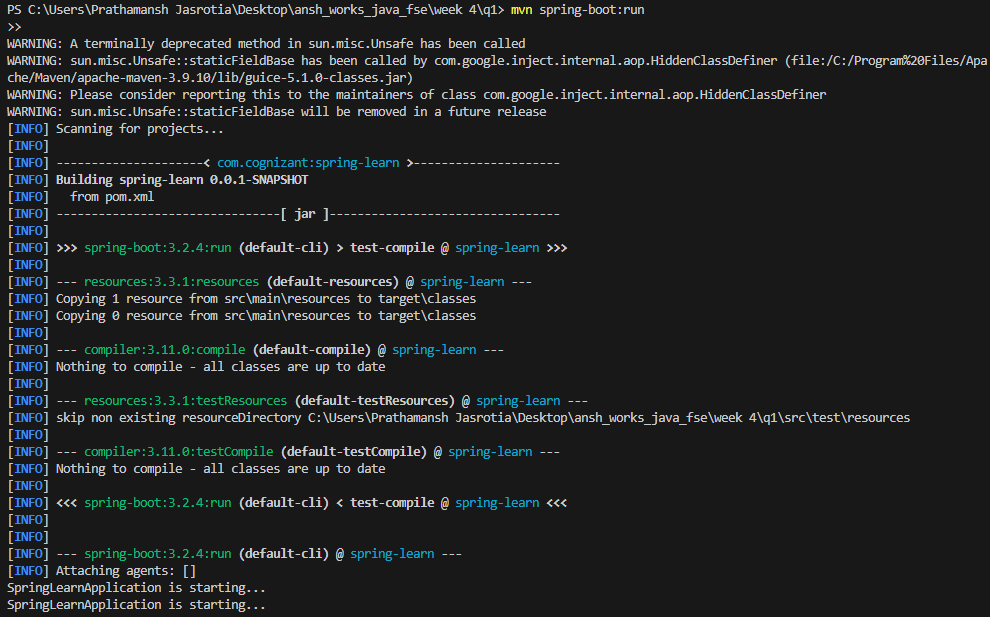 PS C:\Users\Prathamansh Jasrotia\Desktop\ansh_works_java_fse\week 4\q1> mvn spring-boot:run
>>
WARNING: A terminally deprecated method in sun.misc.Unsafe has been called
WARNING: sun.misc.Unsafe::staticFieldBase has been called by com.google.inject.internal.aop.HiddenClassDefiner (file:/C:/Program%20Files/Apa
che/Maven/apache-maven-3.9.10/lib/guice-5.1.0-classes.jar)
WARNING: Please consider reporting this to the maintainers of class com.google.inject.internal.aop.HiddenClassDefiner
WARNING: sun.misc.Unsafe::staticFieldBase will be removed in a future release
[INFO] Scanning for projects...
[INFO]
[INFO] ---------------------< com.cognizant:spring-learn >---------------------
[INFO] Building spring-learn 0.0.1-SNAPSHOT
[INFO]   from pom.xml
[INFO] --------------------------------[ jar ]---------------------------------
[INFO]
[INFO] >>> spring-boot:3.2.4:run (default-cli) > test-compile @ spring-learn >>>
[INFO]
[INFO] --- resources:3.3.1:resources (default-resources) @ spring-learn ---
[INFO] Copying 1 resource from src\main\resources to target\classes
[INFO] Copying 0 resource from src\main\resources to target\classes
[INFO]
[INFO] --- compiler:3.11.0:compile (default-compile) @ spring-learn ---
[INFO] Nothing to compile - all classes are up to date
[INFO]
[INFO] --- resources:3.3.1:testResources (default-testResources) @ spring-learn ---
[INFO] skip non existing resourceDirectory C:\Users\Prathamansh Jasrotia\Desktop\ansh_works_java_fse\week 4\q1\src\test\resources
[INFO]
[INFO] --- compiler:3.11.0:testCompile (default-testCompile) @ spring-learn ---
[INFO] Nothing to compile - all classes are up to date
[INFO]
[INFO] <<< spring-boot:3.2.4:run (default-cli) < test-compile @ spring-learn <<<
[INFO]
[INFO]
[INFO] --- spring-boot:3.2.4:run (default-cli) @ spring-learn ---
[INFO] Attaching agents: []
SpringLearnApplication is starting...
SpringLearnApplication is starting...